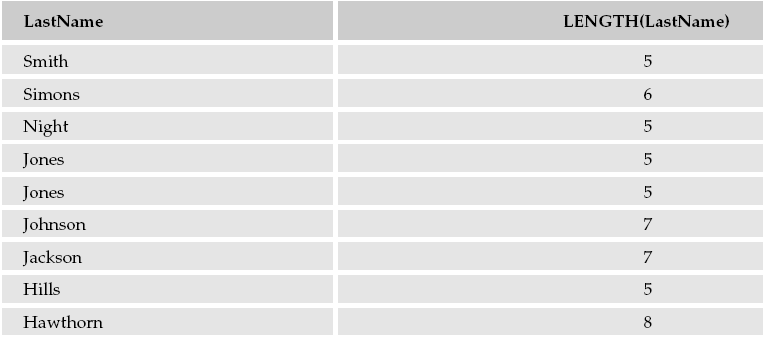 LastName LENGTH(LastName)
Smith 5
Simons 6
Night 5
Jones 5
Jones 5
Johnson 7
Jackson 7
Hills 5
Hawthorn 8